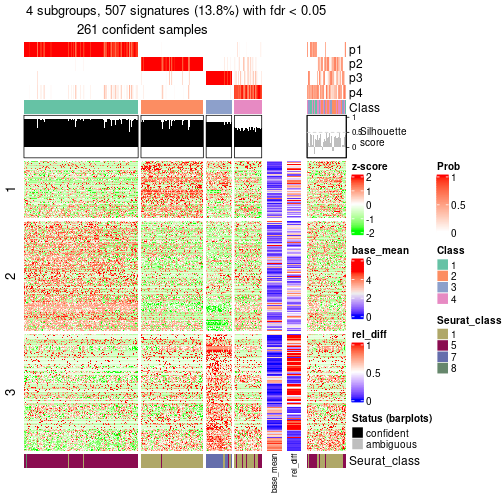 4 subgroups, 507 signatures (13.8%) with fdr < 0.05
261 confident samples
p1
p2
p3
p4
Class
1
0.5
0
Silhouette
score
1
2
3
base_mean
rel_diff
Seurat_class
z-score
2
1
0
-1
-2
base_mean
6
4
2
0
rel_diff
1
0.5
0
Status (barplots)
confident
ambiguous
Prob
1
0.5
0
Class
1
2
3
4
Seurat_class
1
5
7
8